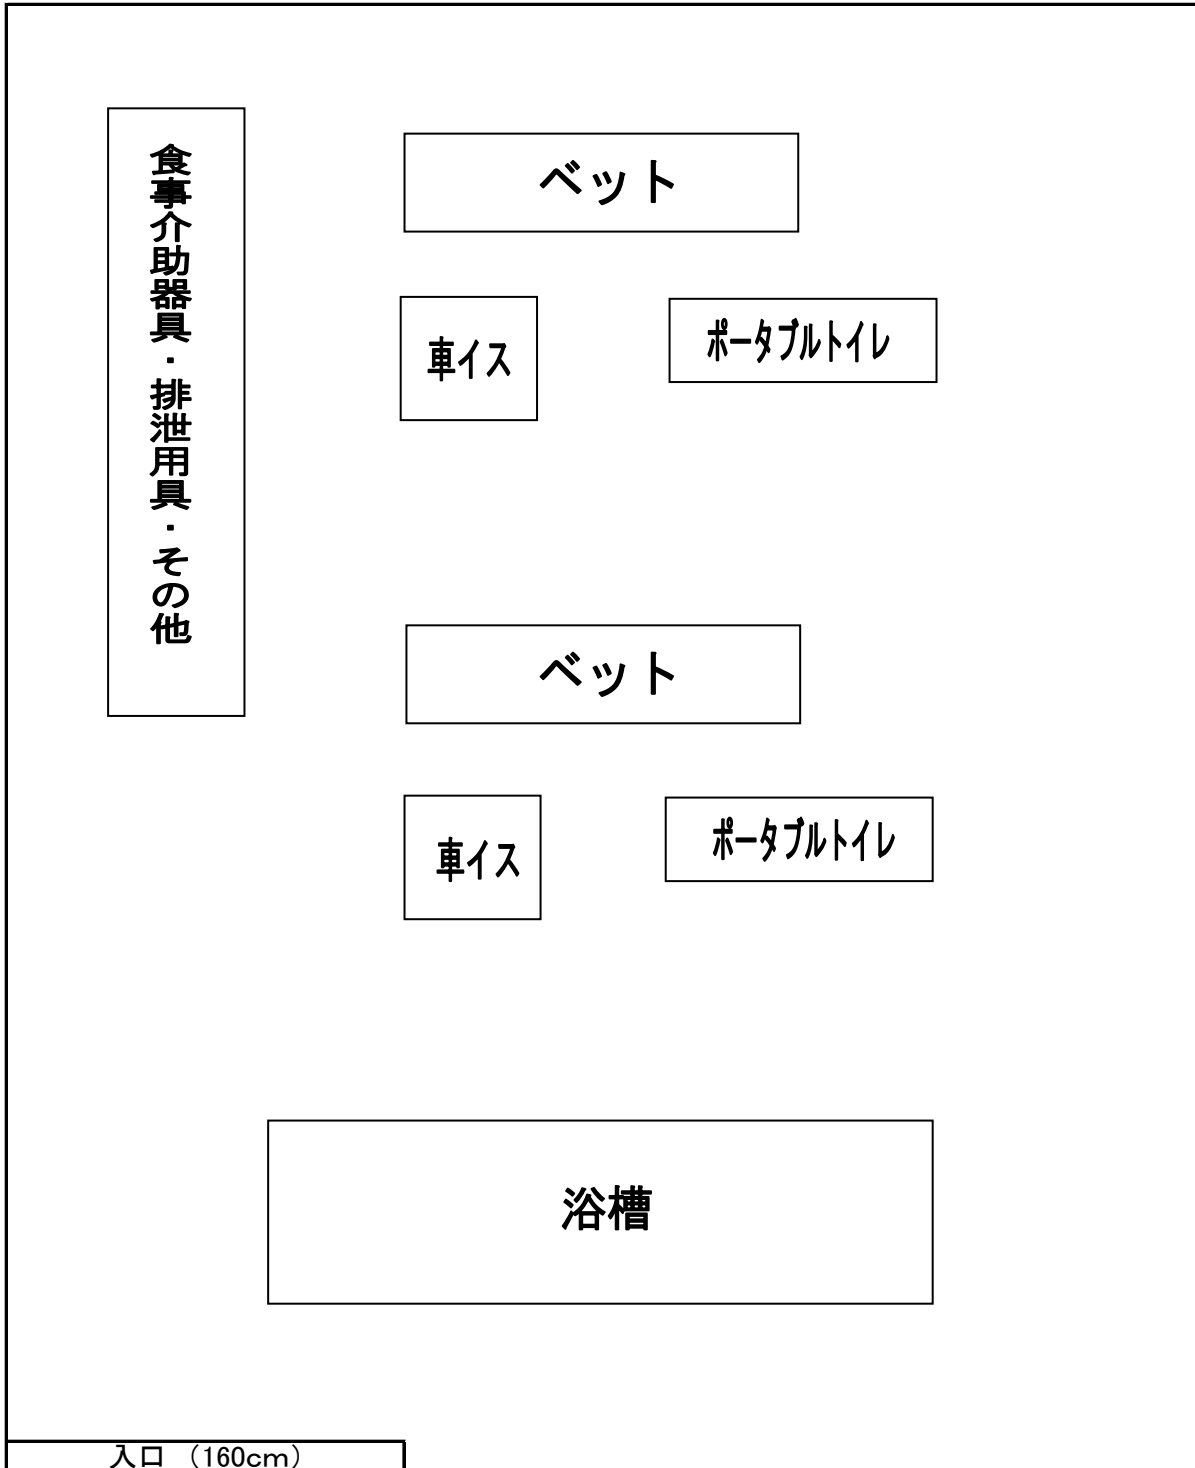 食事介助器具・排泄用具・その他
ベット
車イス
ポータブルトイレ
ベット
車イス
ポータブルトイレ
浴槽
入口 （160cm）